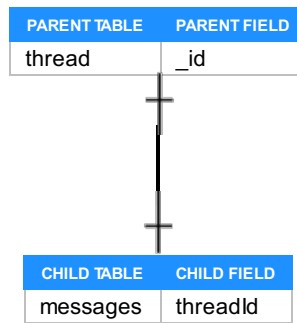 PARENT TABLE PARENT FIELD
thread _id
CHILD TABLE CHILD FIELD
messages threadId